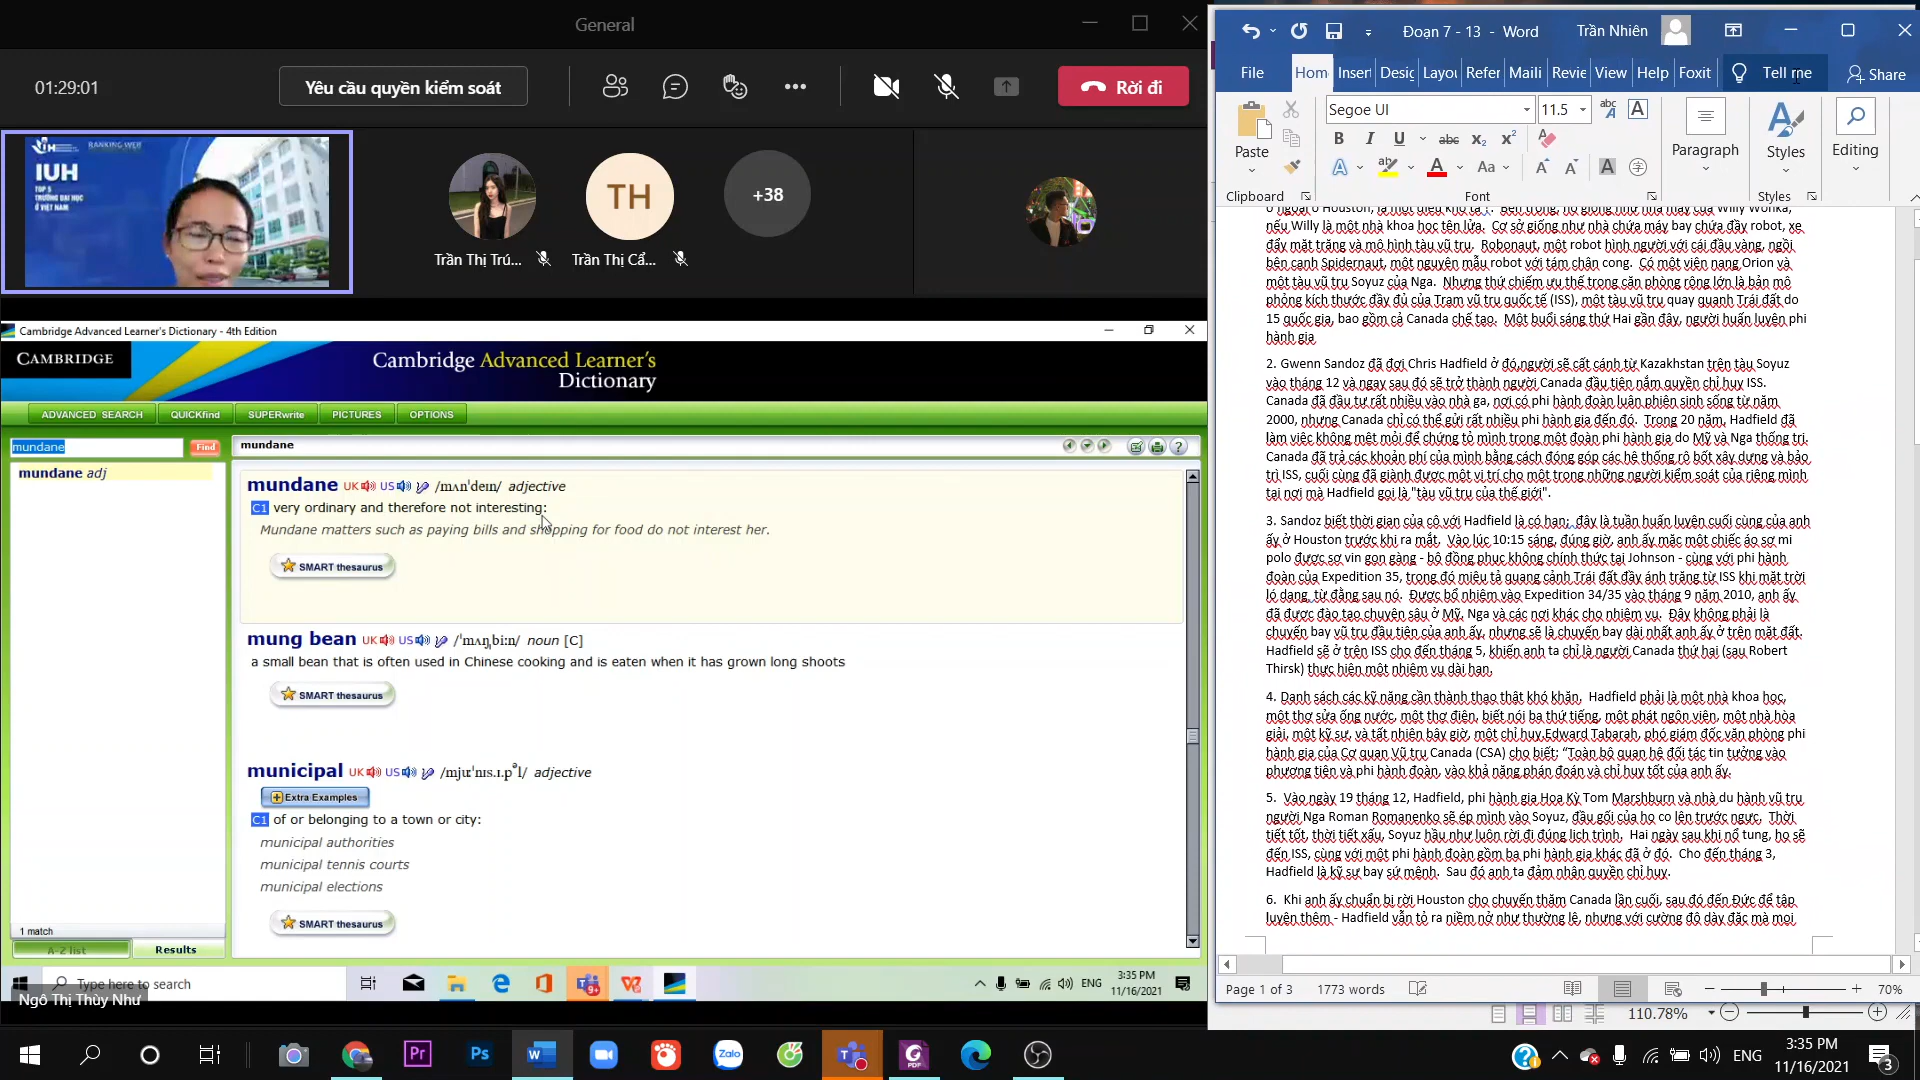 General
01:29:01
Yêu cầu quyền kiểm soát
Rời đi
IUH
RANKING WEB
IUH
TOP 5
TRƯỜNG ĐẠI HỌC
Ở VIỆT NAM
TH
+38
Trần Thị Trú...
Trần Thị Cẩ...
Cambridge Advanced Learner's Dictionary - 4th Edition
CAMBRIDGE
Cambridge Advanced Learner's
Dictionary
ADVANCED SEARCH
QUICKfind
SUPERwrite
PICTURES
OPTIONS
mundane
Find
mundane
mundane adj
mundane UK US /mʌnˈdeɪn/ adjective
C1 very ordinary and therefore not interesting:
Mundane matters such as paying bills and shopping for food do not interest her.
SMART thesaurus
mung bean UK US /ˈmʌŋˌbiːn/ noun [C]
a small bean that is often used in Chinese cooking and is eaten when it has grown long shoots
SMART thesaurus
municipal UK US /mjuːˈnɪs.ɪ.pəl/ adjective
Extra Examples
C1 of or belonging to a town or city:
municipal authorities
municipal tennis courts
municipal elections
SMART thesaurus
1 match
A-Z list
Results
Type here to search
ENG
3:35 PM
11/16/2021
Ngô Thị Thùy Như
Đoạn 7 - 13 - Word
Trần Nhiên
File
Home
Insert
Desig
Layou
Refer
Maili
Revie
View
Help
Foxit
Tell me
Share
Paste
Segoe UI
11.5
Paragraph
Styles
Editing
Clipboard
Font
Styles
nếu Willy là một nhà khoa học tên lửa. Cơ sở giống như nhà chứa máy bay chứa đầy robot, xe
đẩy mặt trăng và mô hình tàu vũ trụ. Robonaut, một robot hình người với cái đầu vàng, ngồi
bên cạnh Spidernaut, một nguyên mẫu robot với tám chân cong. Có một viên nang Orion và
một tàu vũ trụ Soyuz của Nga. Nhưng thứ chiếm ưu thế trong căn phòng rộng lớn là bản mô
phỏng kích thước đầy đủ của Trạm vũ trụ quốc tế (ISS), một tàu vũ trụ quay quanh Trái đất do
15 quốc gia, bao gồm cả Canada chế tạo. Một buổi sáng thứ Hai gần đây, người huấn luyện phi
hành gia
2. Gwenn Sandoz đã đợi Chris Hadfield ở đó,người sẽ cất cánh từ Kazakhstan trên tàu Soyuz
vào tháng 12 và ngay sau đó sẽ trở thành người Canada đầu tiên nắm quyền chỉ huy ISS.
Canada đã đầu tư rất nhiều vào nhà ga, nơi có phi hành đoàn luân phiên sinh sống từ năm
2000, nhưng Canada chỉ có thể gửi rất nhiều phi hành gia đến đó. Trong 20 năm, Hadfield đã
làm việc không mệt mỏi để chứng tỏ mình trong một đoàn phi hành gia do Mỹ và Nga thống trị.
Canada đã trả các khoản phí của mình bằng cách đóng góp các hệ thống rô bốt xây dựng và bảo
trì ISS, cuối cùng đã giành được một vị trí cho một trong những người kiểm soát của riêng mình
tại nơi mà Hadfield gọi là "tàu vũ trụ của thế giới".
3. Sandoz biết thời gian của cô với Hadfield là có hạn; đây là tuần huấn luyện cuối cùng của anh
ấy ở Houston trước khi ra mắt. Vào lúc 10:15 sáng, đúng giờ, anh ấy mặc một chiếc áo sơ mi
polo được sơ vin gọn gàng - bộ đồng phục không chính thức tại Johnson - cùng với phi hành
đoàn của Expedition 35, trong đó miêu tả quang cảnh Trái đất đầy ánh trăng từ ISS khi mặt trời
ló dạng từ đằng sau nó. Được bổ nhiệm vào Expedition 34/35 vào tháng 9 năm 2010, anh ấy
đã được đào tạo chuyên sâu ở Mỹ, Nga và các nơi khác cho nhiệm vụ. Đây không phải là
chuyến bay vũ trụ đầu tiên của anh ấy, nhưng sẽ là chuyến bay dài nhất anh ấy ở trên mặt đất.
Hadfield sẽ ở trên ISS cho đến tháng 5, khiến anh ta chỉ là người Canada thứ hai (sau Robert
Thirsk) thực hiện một nhiệm vụ dài hạn.
4. Danh sách các kỹ năng cần thành thạo thật khó khăn. Hadfield phải là một nhà khoa học,
một thợ sửa ống nước, một thợ điện, biết nói ba thứ tiếng, một phát ngôn viên, một nhà hòa
giải, một kỹ sư, và tất nhiên bây giờ, một chỉ huy.Edward Tabarah, phó giám đốc văn phòng phi
hành gia của Cơ quan Vũ trụ Canada (CSA) cho biết; “Toàn bộ quan hệ đối tác tin tưởng vào
phương tiện và phi hành đoàn, vào khả năng phán đoán và chỉ huy tốt của anh ấy.
5. Vào ngày 19 tháng 12, Hadfield, phi hành gia Hoa Kỳ Tom Marshburn và nhà du hành vũ trụ
người Nga Roman Romanenko sẽ ép mình vào Soyuz, đầu gối của họ co lên trước ngực. Thời
tiết tốt, thời tiết xấu, Soyuz hầu như luôn rời đi đúng lịch trình. Hai ngày sau khi nổ tung, họ sẽ
đến ISS, cùng với một phi hành đoàn gồm ba phi hành gia khác đã ở đó. Cho đến tháng 3,
Hadfield là kỹ sư bay sứ mệnh. Sau đó anh ta đảm nhận quyền chỉ huy.
6. Khi anh ấy chuẩn bị rời Houston cho chuyến thăm Canada lần cuối, sau đó đến Đức để tập
luyện thêm - Hadfield vẫn tỏ ra niềm nở như thường lệ, nhưng với cường độ dày đặc mà mọi
Page 1 of 3
1773 words
70%
110.78%
ENG
3:35 PM
11/16/2021
3